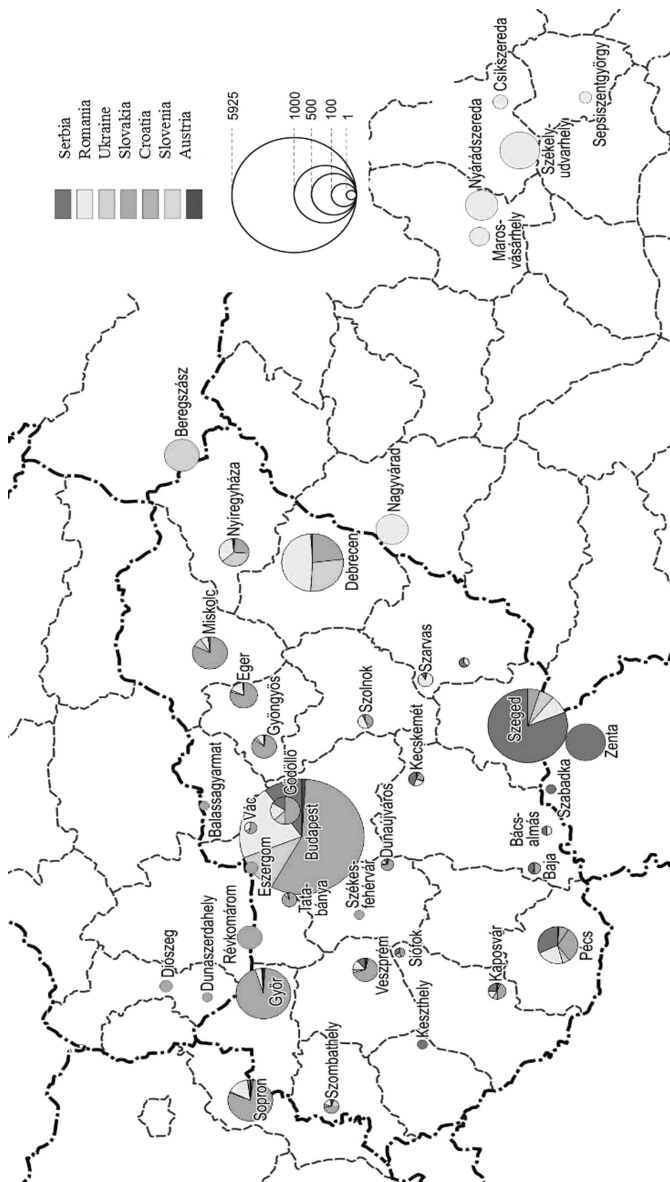 Serbia
Romania
Ukraine
Slovakia
Croatia
Slovenia
Austria
5925
1000
500
100
1
Diószeg
Dunaszerdahely
Révkomárom
Balassagyarmat
Beregszász
Sopron
Győr
Esztergom
Vác
Gödöllő
Gyöngyös
Eger
Miskolc
Nyíregyháza
Szombathely
Tata-
bánya
Budapest
Veszprém
Székes-
fehérvár
Siófok
Dunaújváros
Szolnok
Debrecen
Nagyvárad
Keszthely
Kecskemét
Szarvas
Kaposvár
Pécs
Baja
Bács-
almás
Szabadka
Szeged
Zenta
Maros-
vásárhely
Nyárádszereda
Csíkszereda
Székely-
udvarhely
Sepsiszentgyörgy